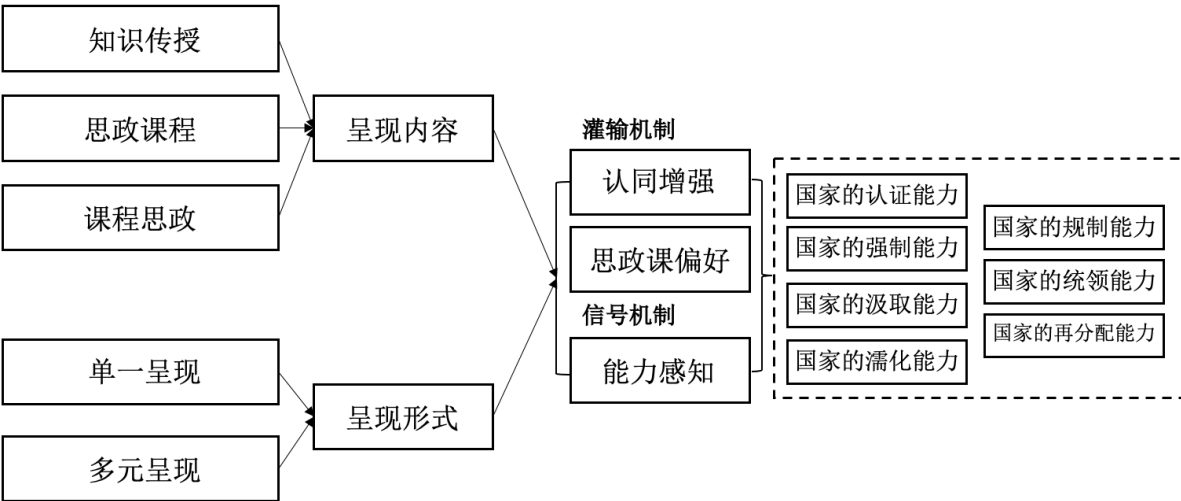 知识传授
思政课程
课程思政
呈现内容
单一呈现
多元呈现
呈现形式
灌输机制
认同增强
思政课偏好
信号机制
能力感知
国家的认证能力
国家的强制能力
国家的汲取能力
国家的濡化能力
国家的规制能力
国家的统领能力
国家的再分配能力